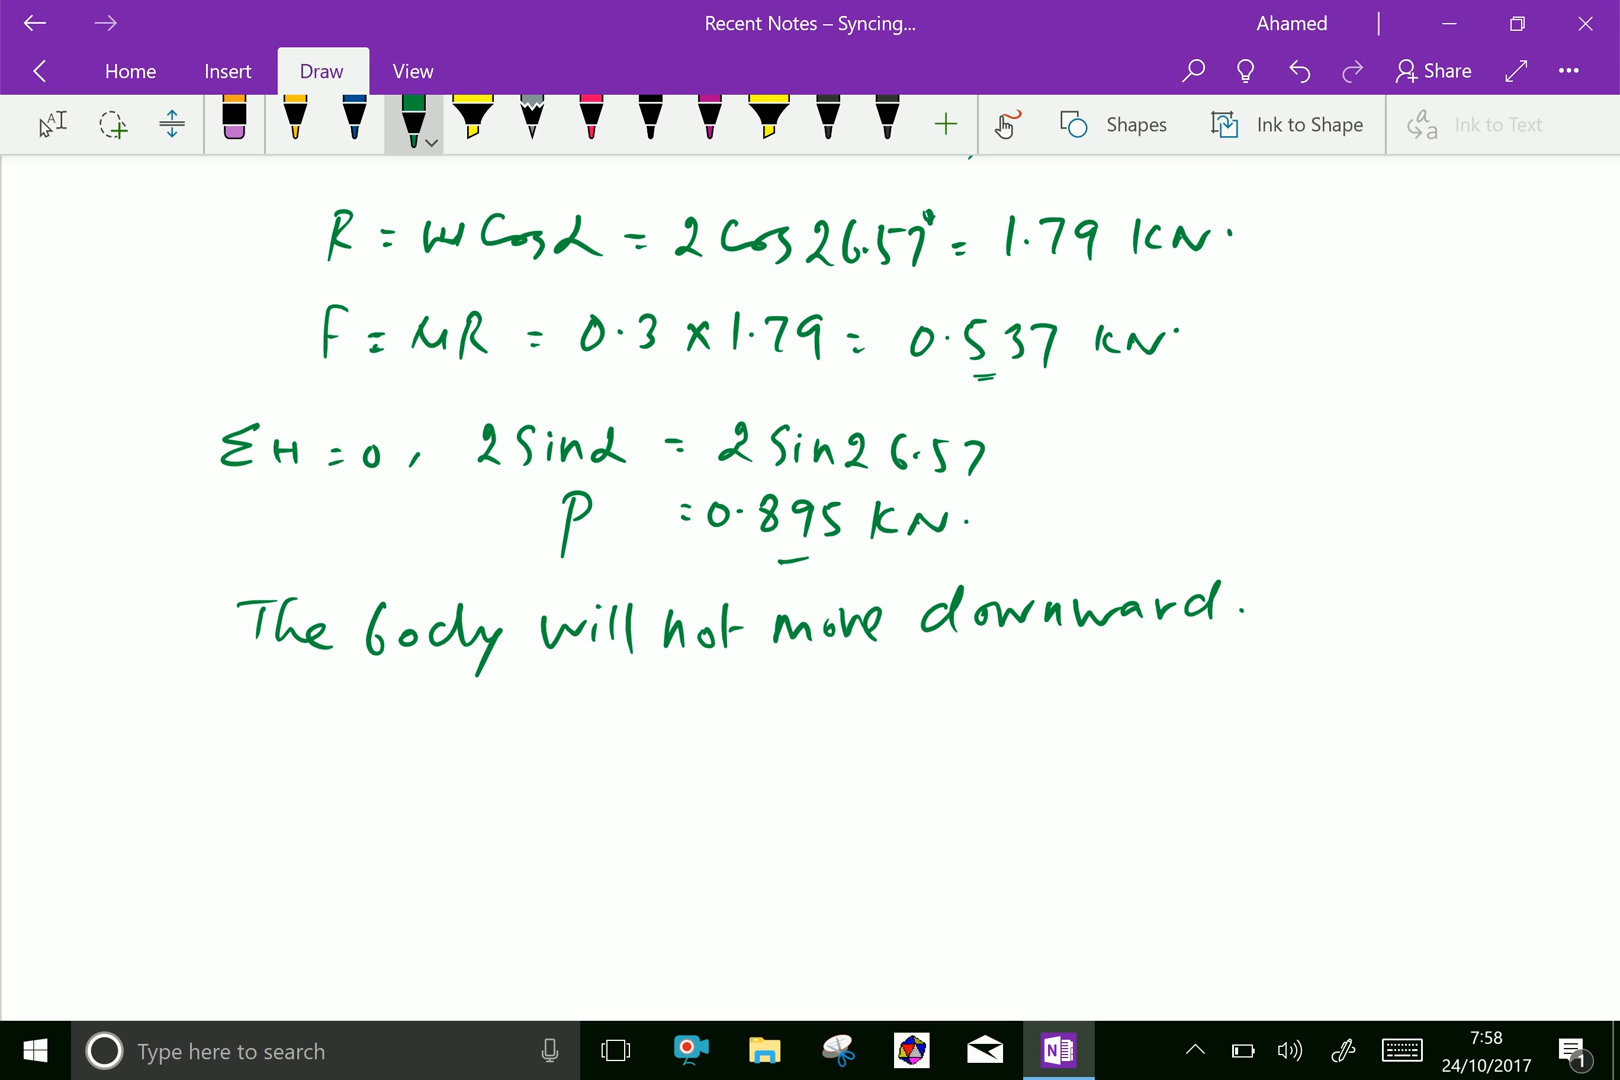 Recent Notes – Syncing...
Ahamed
Home Insert Draw View
Share
Shapes Ink to Shape Ink to Text
R = W Cos α = 2 Cos 26.57° = 1.79 KN.
F = μR = 0.3 × 1.79 = 0.537 KN.
ΣH = 0, 2 Sin α = 2 Sin 26.57
P = 0.895 KN.
The body will not move downward.
Type here to search
7:58
24/10/2017
1